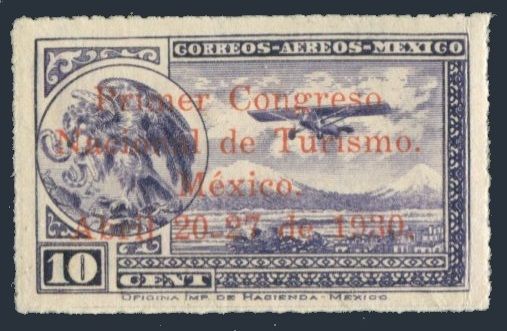 CORREOS-AEREOS-MEXICO
Primer Congreso
Nacional de Turismo.
México.
Abril 20-27 de 1930.
10
CENT
OFICINA IMP. DE HACIENDA-MEXICO